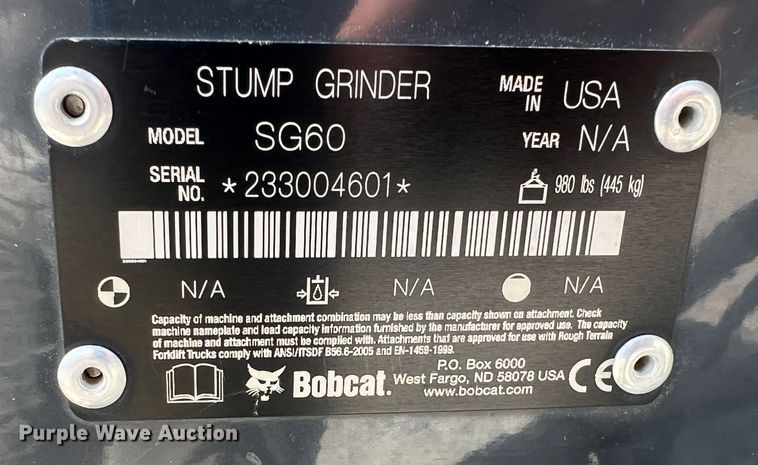 STUMP GRINDER
MADE IN USA
MODEL SG60
YEAR N/A
SERIAL NO. *233004601*
980 lbs (445 kg)
233004601
N/A N/A N/A
Capacity of machine and attachment combination may be less than capacity shown on attachment. Check
machine nameplate and load capacity information furnished by the manufacturer for approved use. The capacity
of machine and attachment must be complied with. Attachments that are approved for use with Rough Terrain
Forklift Trucks comply with ANSI/ITSDF B56.6-2005 and EN-1459-1999.
Bobcat.
P.O. Box 6000
West Fargo, ND 58078 USA
www.bobcat.com
CE
Purple Wave Auction